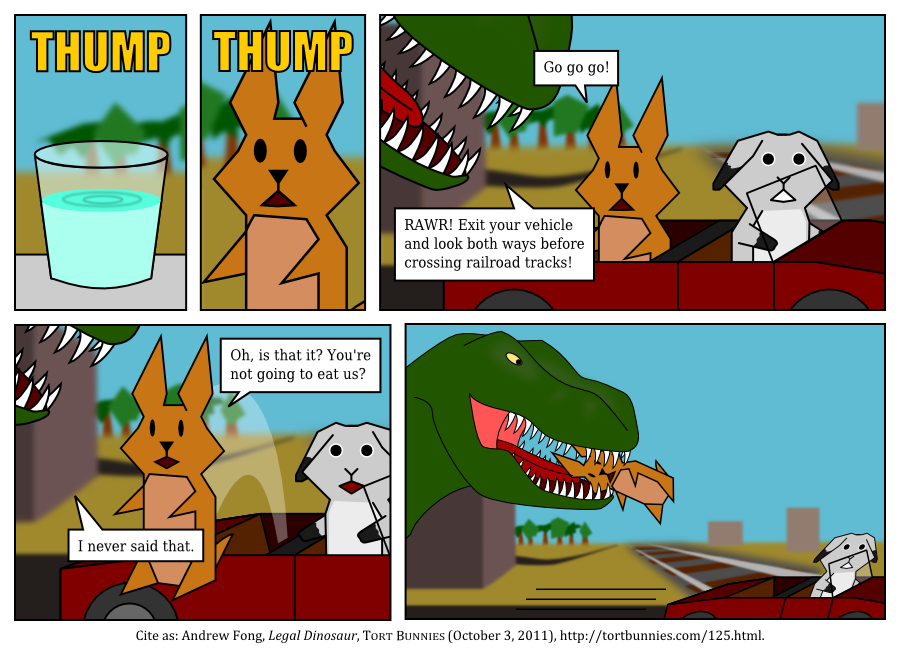 THUMP
THUMP
Go go go!
RAWR! Exit your vehicle
and look both ways before
crossing railroad tracks!
Oh, is that it? You're
not going to eat us?
I never said that.
Cite as: Andrew Fong, Legal Dinosaur, TORT BUNNIES (October 3, 2011), http://tortbunnies.com/125.html.